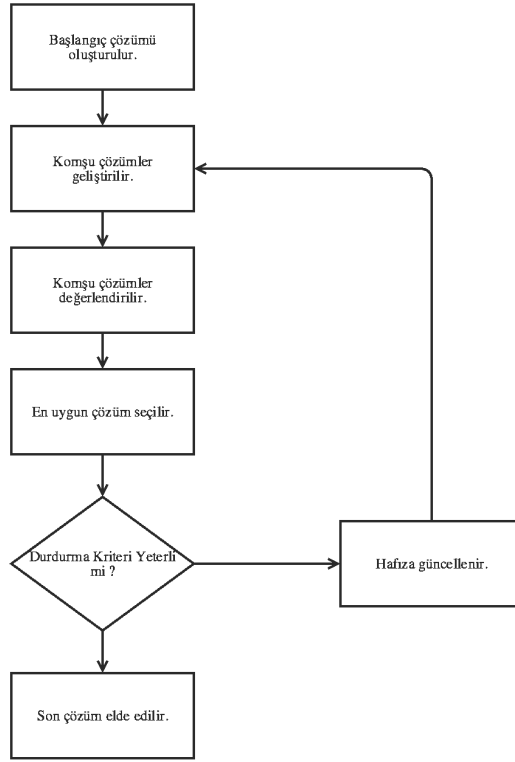 Başlangıç çözümü
oluşturulur.
Komşu çözümler
geliştirilir.
Komşu çözümler
değerlendirilir.
En uygun çözüm seçilir.
Durdurma Kriteri Yeterli
mi ?
Hafıza güncellenir.
Son çözüm elde edilir.